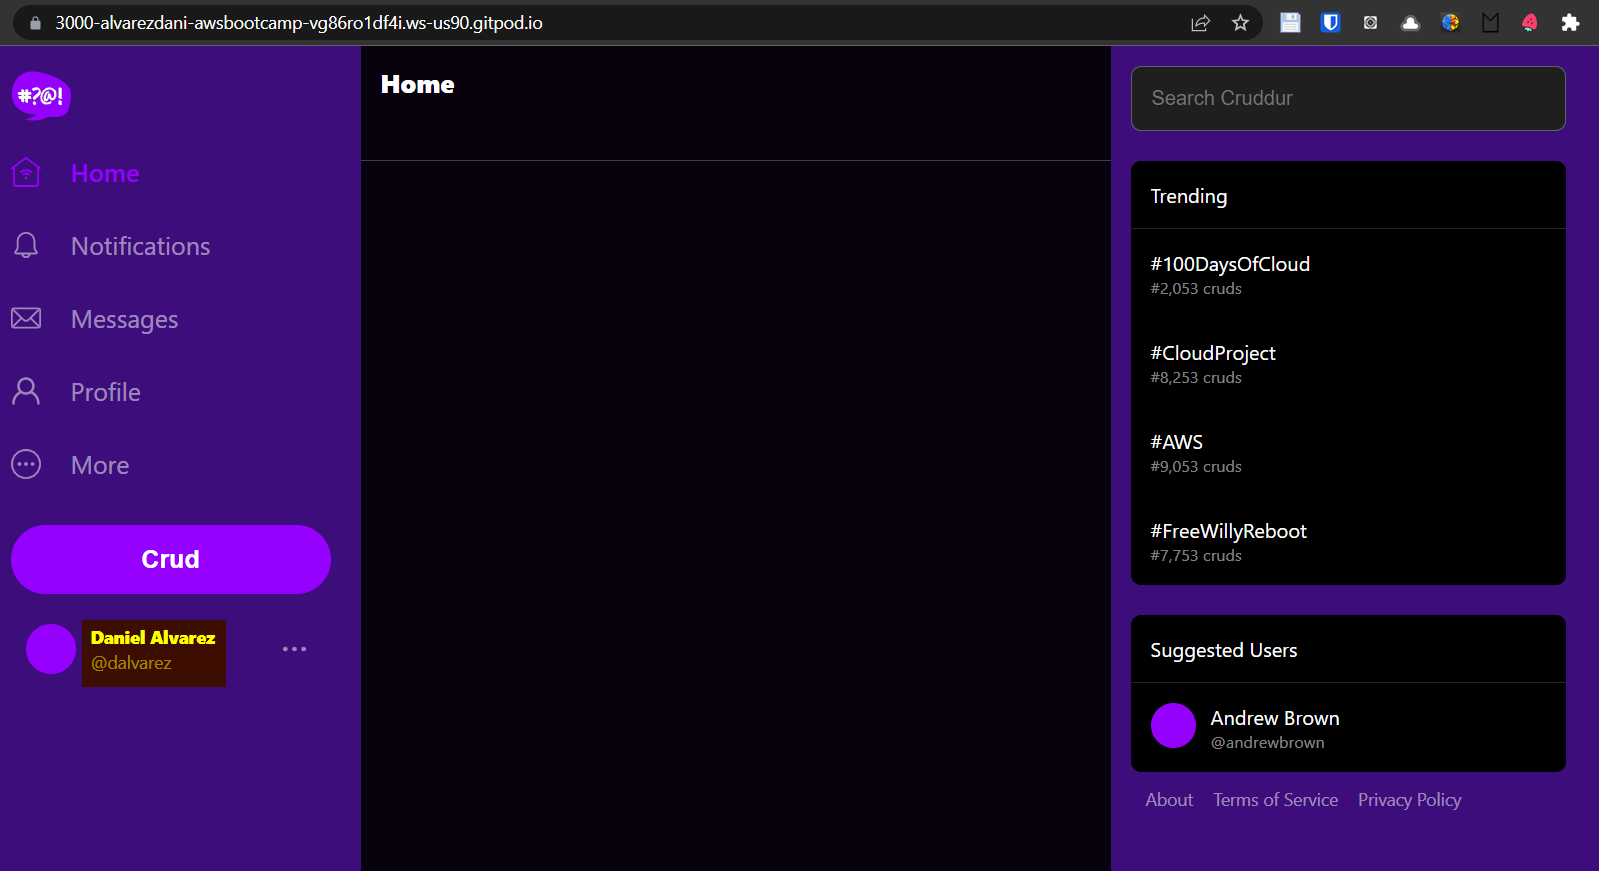 3000-alvarezdani-awsbootcamp-vg86ro1df4i.ws-us90.gitpod.io
#?@!
Home
Notifications
Messages
Profile
More
Crud
Daniel Alvarez
@dalvarez
Home
Search Cruddur
Trending
#100DaysOfCloud
#2,053 cruds
#CloudProject
#8,253 cruds
#AWS
#9,053 cruds
#FreeWillyReboot
#7,753 cruds
Suggested Users
Andrew Brown
@andrewbrown
About Terms of Service Privacy Policy